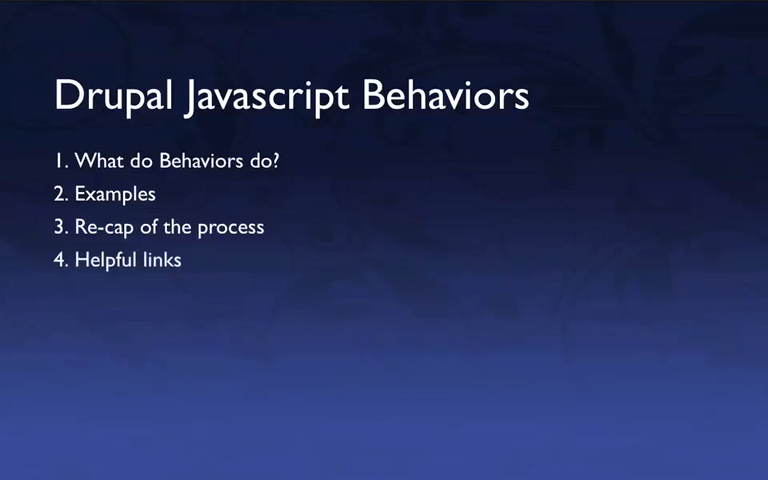 Drupal Javascript Behaviors
1. What do Behaviors do?
2. Examples
3. Re-cap of the process
4. Helpful links